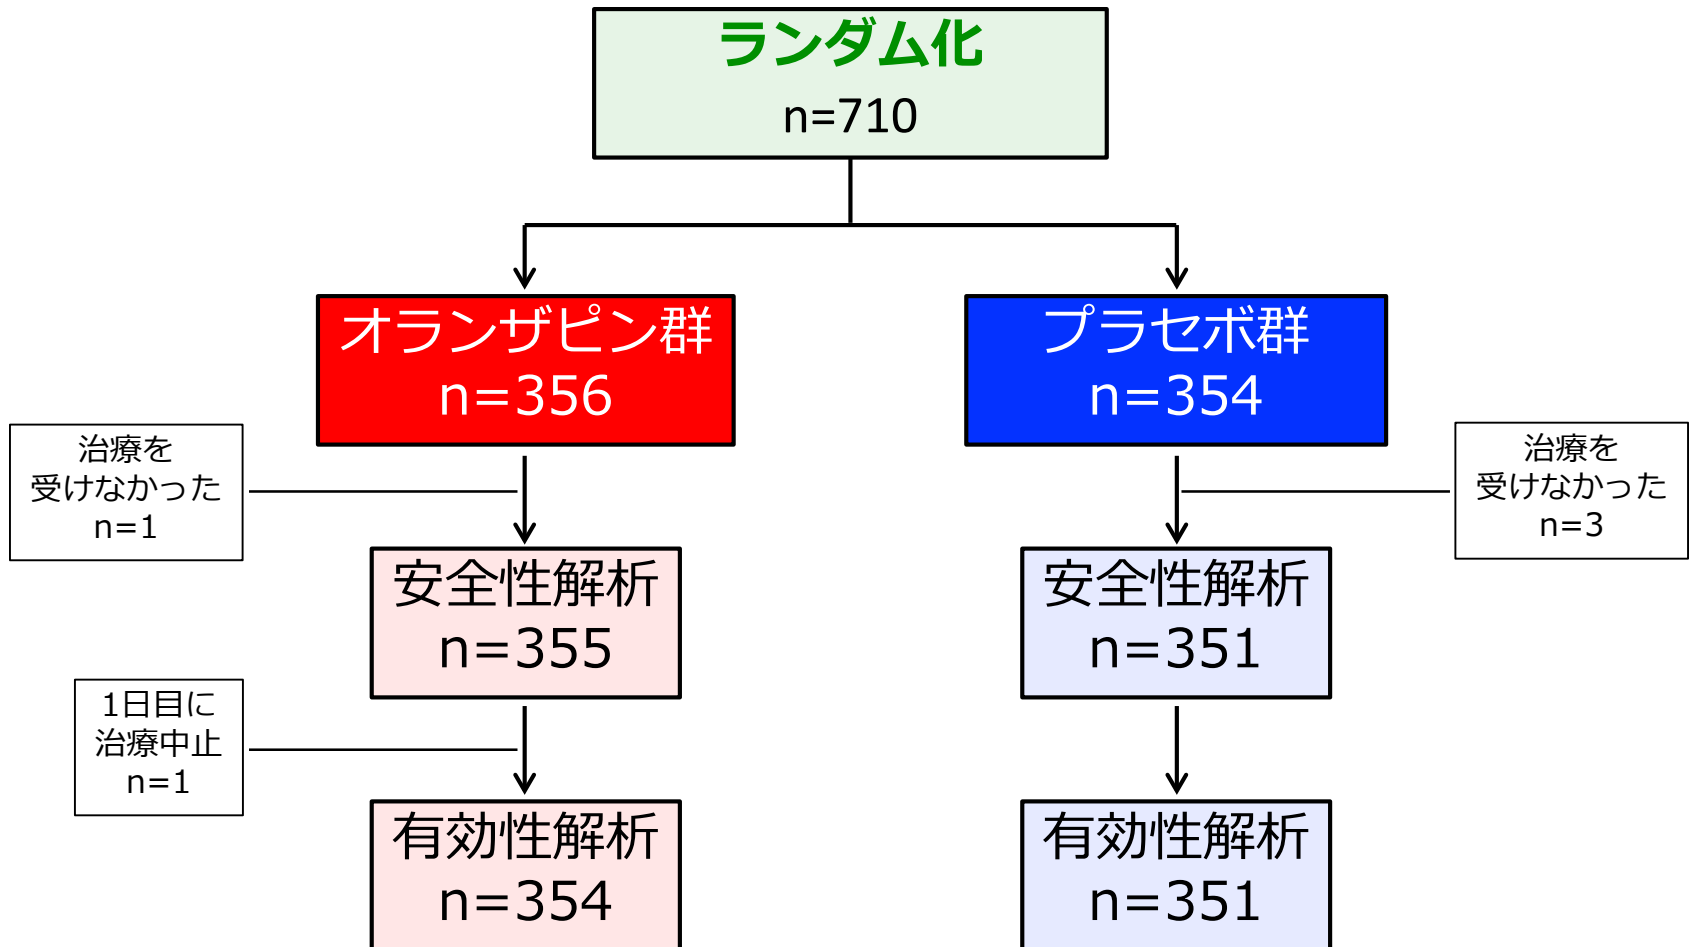 ランダム化
n=710
オランザピン群
n=356
プラセボ群
n=354
治療を
受けなかった
n=1
治療を
受けなかった
n=3
安全性解析
n=355
安全性解析
n=351
1日目に
治療中止
n=1
有効性解析
n=354
有効性解析
n=351